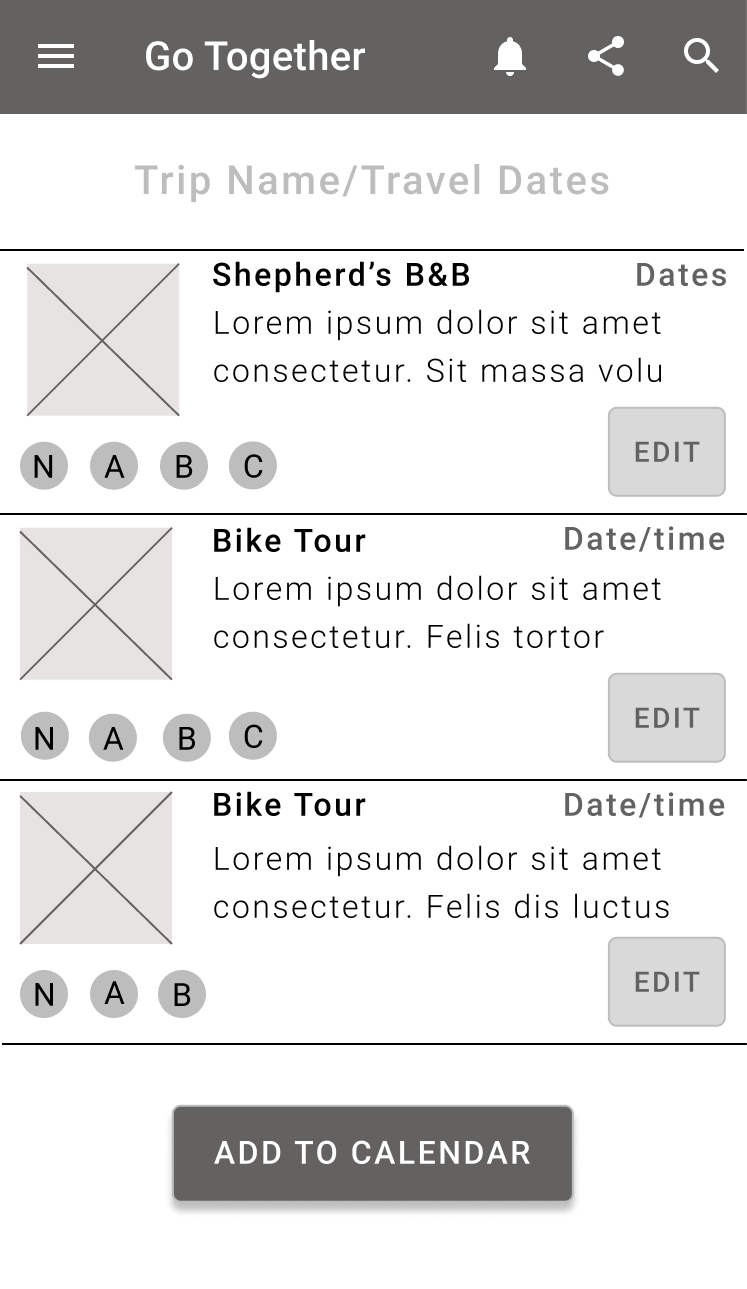 Go Together
Trip Name/Travel Dates
Shepherd’s B&B Dates
Lorem ipsum dolor sit amet
consectetur. Sit massa volu
EDIT
N A B C
Bike Tour Date/time
Lorem ipsum dolor sit amet
consectetur. Felis tortor
EDIT
N A B C
Bike Tour Date/time
Lorem ipsum dolor sit amet
consectetur. Felis dis luctus
EDIT
N A B
ADD TO CALENDAR